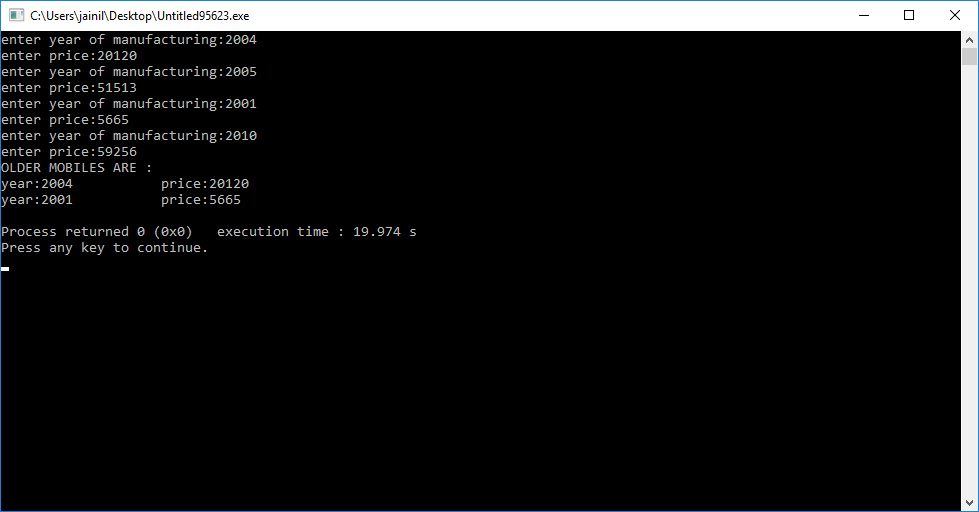 C:\Users\jainil\Desktop\Untitled95623.exe
enter year of manufacturing:2004
enter price:20120
enter year of manufacturing:2005
enter price:51513
enter year of manufacturing:2001
enter price:5665
enter year of manufacturing:2010
enter price:59256
OLDER MOBILES ARE :
year:2004           price:20120
year:2001           price:5665
Process returned 0 (0x0)   execution time : 19.974 s
Press any key to continue.